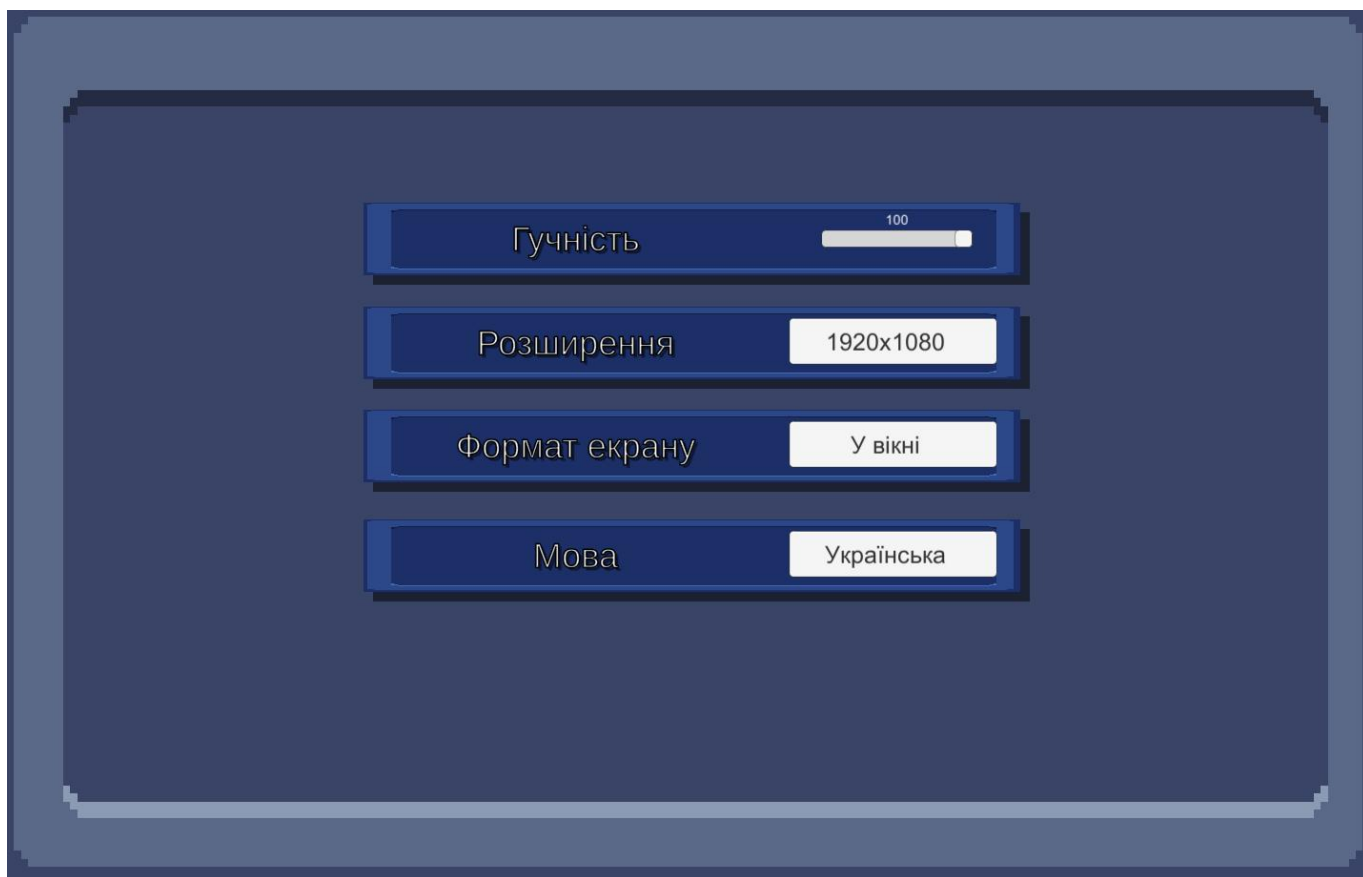 Гучність
100
Розширення
1920x1080
Формат екрану
У вікні
Мова
Українська